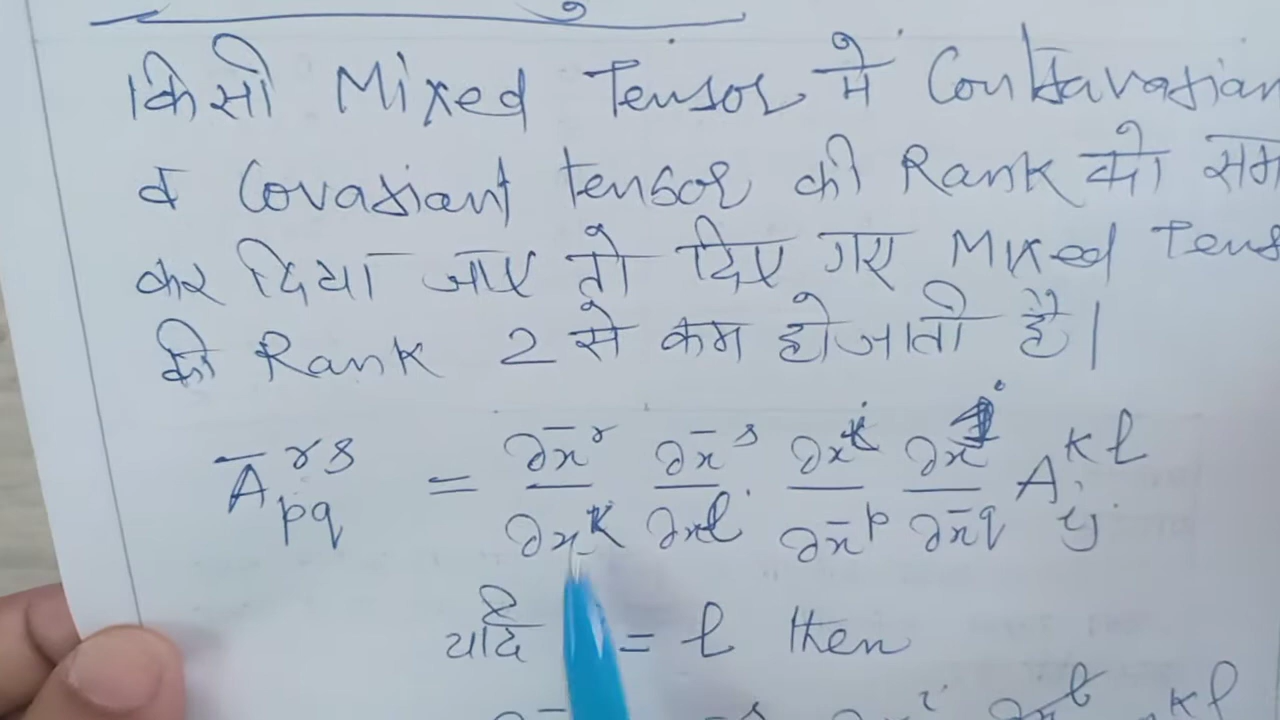 किसी Mixed Tensor में Contravarian
व Covariant tensor की Rank को सम
कर दिया जाए तो दिए गए Mixed Tens
की Rank 2 से कम होजाती है।
Ā^{rs}_{pq} = ∂x̄^r/∂x^k ∂x̄^s/∂x^l ∂x^i/∂x̄^p ∂x^j/∂x̄^q A^{kl}_{ij}
यदि = l then